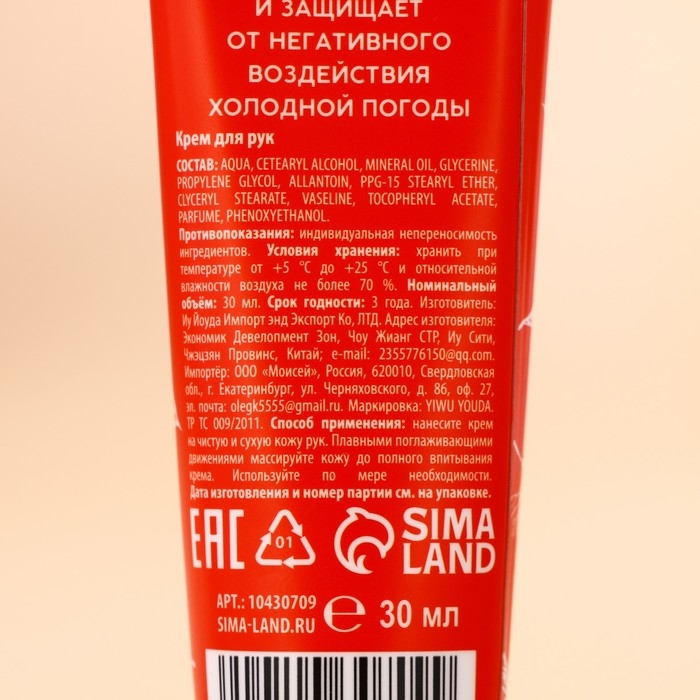 И ЗАЩИЩАЕТ
ОТ НЕГАТИВНОГО
ВОЗДЕЙСТВИЯ
ХОЛОДНОЙ ПОГОДЫ
Крем для рук
СОСТАВ: AQUA, CETEARYL ALCOHOL, MINERAL OIL, GLYCERINE,
PROPYLENE GLYCOL, ALLANTOIN, PPG-15 STEARYL ETHER,
GLYCERYL STEARATE, VASELINE, TOCOPHERYL ACETATE,
PARFUME, PHENOXYETHANOL.
Противопоказания: индивидуальная непереносимость
ингредиентов. Условия хранения: хранить при
температуре от +5 °C до +25 °C и относительной
влажности воздуха не более 70 %. Номинальный
объём: 30 мл. Срок годности: 3 года. Изготовитель:
Иу Йоуда Импорт энд Экспорт Ко, ЛТД. Адрес изготовителя:
Экономик Девелопмент Зон, Чоу Жианг СТР, Иу Сити,
Чжэцзян Провинс, Китай; e-mail: 2355776150@qq.com.
Импортёр: ООО «Моисей», Россия, 620010, Свердловская
обл., г. Екатеринбург, ул. Черняховского, д. 86, оф. 27,
эл. почта: olegk5555@gmail.ru. Маркировка: YIWU YOUDA.
ТР ТС 009/2011. Способ применения: нанесите крем
на чистую и сухую кожу рук. Плавными поглаживающими
движениями массируйте кожу до полного впитывания
крема. Используйте по мере необходимости.
Дата изготовления и номер партии см. на упаковке.
EAC 01 SIMA
LAND
АРТ.: 10430709
SIMA-LAND.RU
℮ 30 мл